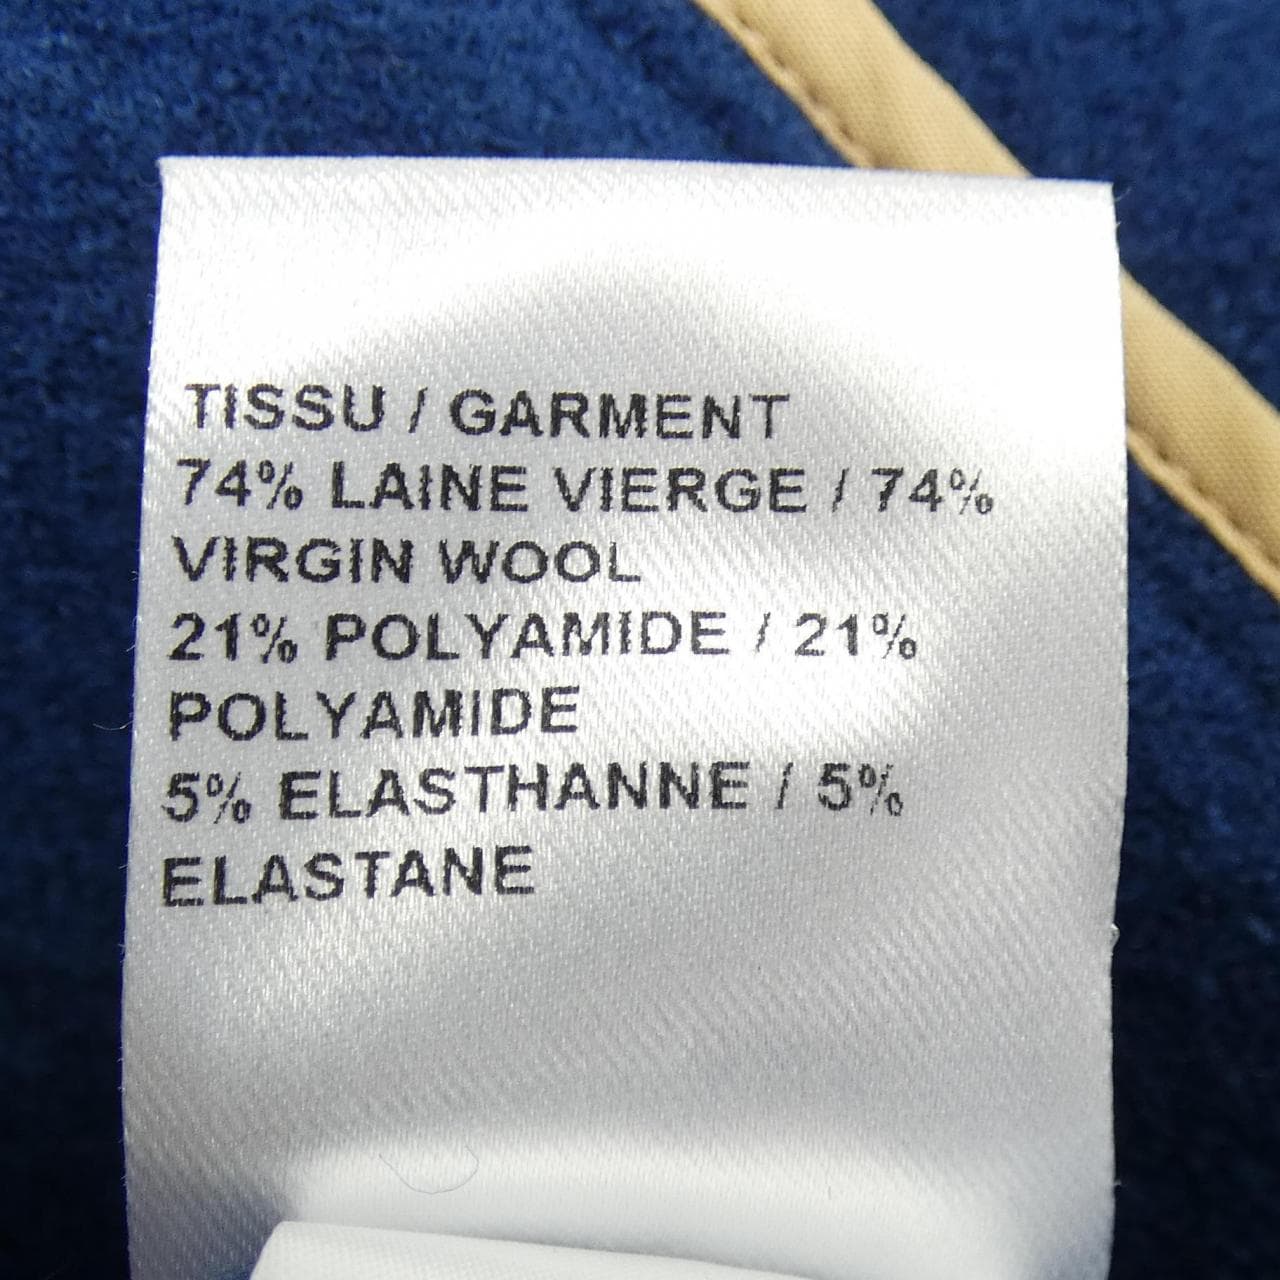 TISSU / GARMENT
74% LAINE VIERGE / 74%
VIRGIN WOOL
21% POLYAMIDE / 21%
POLYAMIDE
5% ELASTHANNE / 5%
ELASTANE